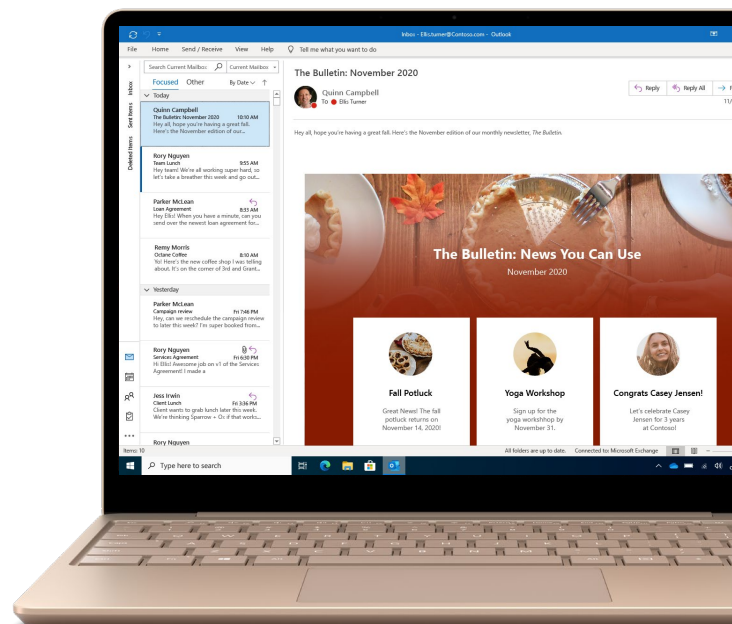 Inbox - Ellis.turner@Contoso.com - Outlook
File Home Send / Receive View Help Tell me what you want to do
Search Current Mailbox Current Mailbox
Focused Other By Date
Today
Quinn Campbell
The Bulletin: November 2020 10:10 AM
Hey all, hope you're having a great fall.
Here's the November edition of our...
Rory Nguyen
Team Lunch 9:55 AM
Hey team! We're all working super hard, so
let's take a breather this week and go out...
Parker McLean
Loan Agreement 8:33 AM
Hey Ellis! When you have a minute, can you
send over the newest loan agreement for...
Remy Morris
Octane Coffee 8:10 AM
Yo! Here's the new coffee shop I was telling
about. It's on the corner of 3rd and Grant...
Yesterday
Parker McLean
Campaign review Fri 7:46 PM
Hey, can we reschedule the campaign review
to later this week? I'm super booked from...
Rory Nguyen
Services Agreement Fri 6:30 PM
Hi Ellis! Awesome job on v1 of the Services
Agreement! I made a
Jess Irwin
Client Lunch Fri 3:36 PM
Client wants to grab lunch later this week.
We're thinking Sparrow + Ox if that works...
Rory Nguyen
Inbox
Sent Items
Deleted Items
The Bulletin: November 2020
Quinn Campbell
To Ellis Turner
Reply Reply All F
11/
Hey all, hope you're having a great fall. Here's the November edition of our monthly newsletter, The Bulletin.
The Bulletin: News You Can Use
November 2020
Fall Potluck
Great News! The fall
potluck returns on
November 14, 2020!
Yoga Workshop
Sign up for the
yoga workshhop by
November 31.
Congrats Casey Jensen!
Let's celebrate Casey
Jensen for 3 years
at Contoso!
Items: 10 All folders are up to date. Connected to: Microsoft Exchange
Type here to search